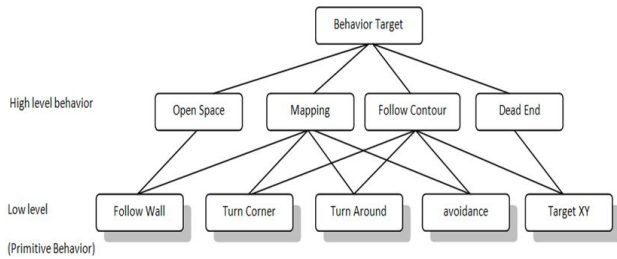 Behavior Target
High level behavior
Open Space
Mapping
Follow Contour
Dead End
Low level
Follow Wall
Turn Corner
Turn Around
avoidance
Target XY
(Primitive Behavior)